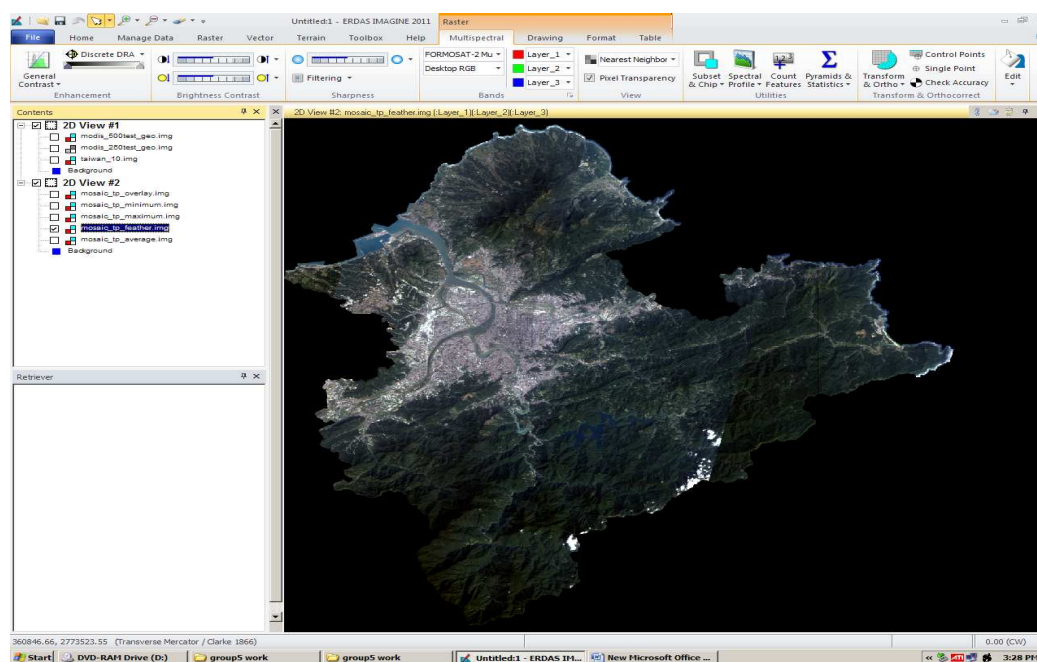 Untitled:1 - ERDAS IMAGINE 2011 Raster
File Home Manage Data Raster Vector Terrain Toolbox Help Multispectral Drawing Format Table
Discrete DRA
General Contrast
Enhancement
Brightness Contrast
Filtering
Sharpness
FORMOSAT-2 Mu
Desktop RGB
Layer_1
Layer_2
Layer_3
Bands
Nearest Neighbor
Pixel Transparency
View
Subset & Chip
Spectral Profile
Count Features
Pyramids & Statistics
Utilities
Transform & Ortho
Control Points
Single Point
Check Accuracy
Transform & Orthocorrect
Edit
Contents
2D View #1
modis_500test_geo.img
modis_250test_geo.img
taiwan_10.img
Background
2D View #2
mosaic_tp_overlay.img
mosaic_tp_minimum.img
mosaic_tp_maximum.img
mosaic_tp_feather.img
mosaic_tp_average.img
Background
2D View #2: mosaic_tp_feather.img (:Layer_1)(:Layer_2)(:Layer_3)
Retriever
360846.66, 2773523.55 (Transverse Mercator / Clarke 1866)
0.00 (CW)
Start DVD-RAM Drive (D:) group5 work group5 work Untitled:1 - ERDAS IM... New Microsoft Office ... « ATI 3:28 PM